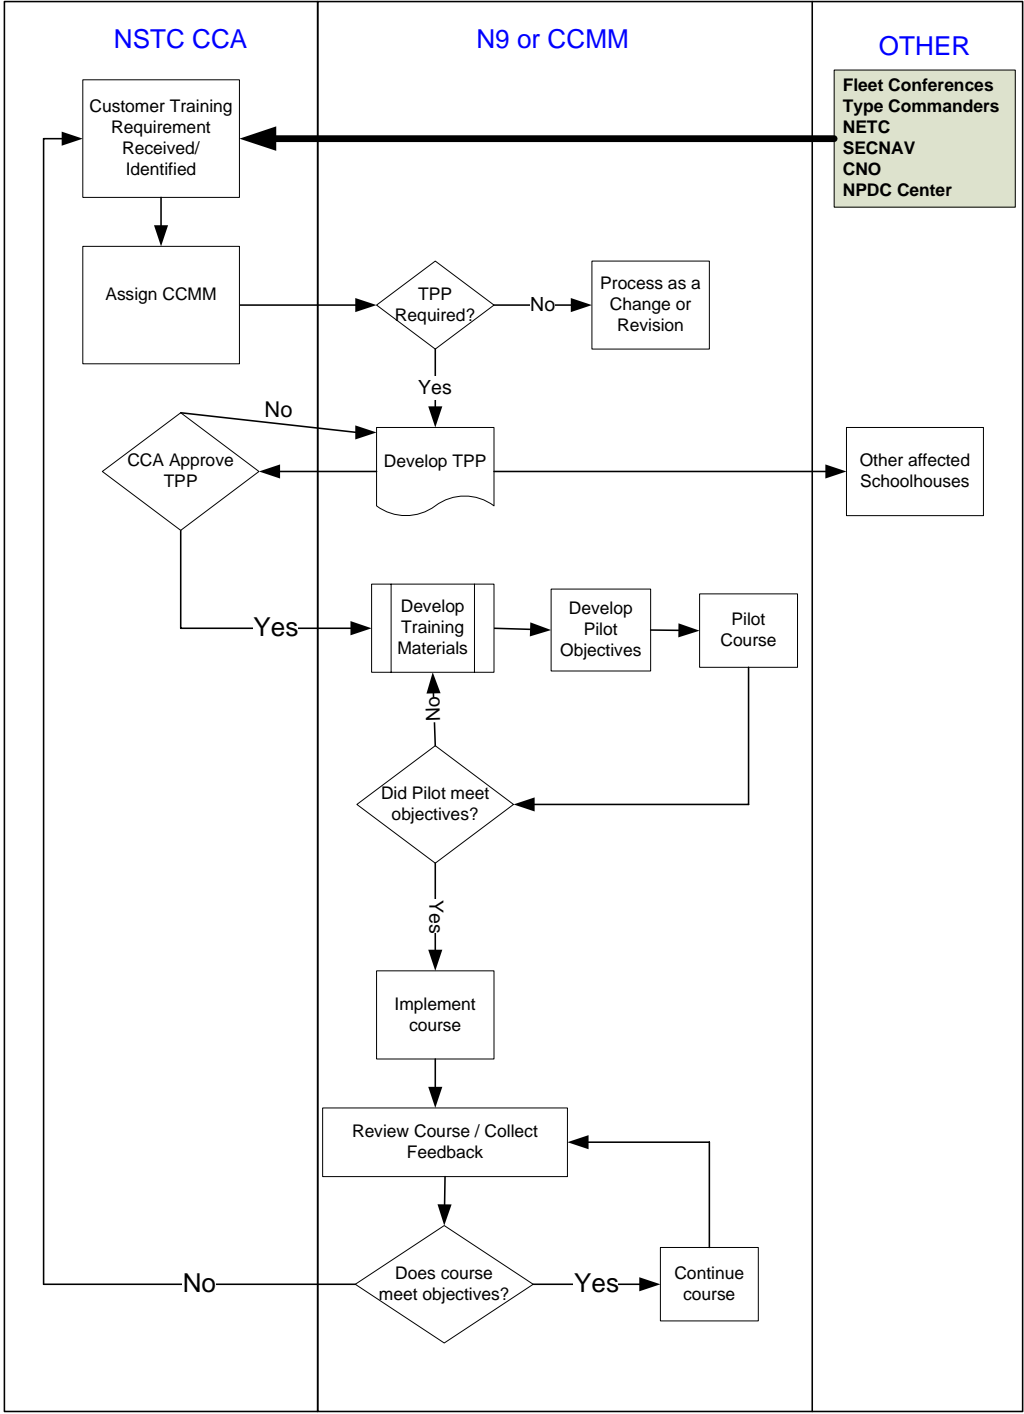 NSTC CCA
N9 or CCMM
OTHER
Fleet Conferences
Type Commanders
NETC
SECNAV
CNO
NPDC Center
Customer Training
Requirement
Received/
Identified
Assign CCMM
TPP
Required?
No
Process as a
Change or
Revision
Yes
No
CCA Approve
TPP
Develop TPP
Other affected
Schoolhouses
Yes
Develop
Training
Materials
Develop
Pilot
Objectives
Pilot
Course
No
Did Pilot meet
objectives?
Yes
Implement
course
Review Course / Collect
Feedback
No
Does course
meet objectives?
Yes
Continue
course